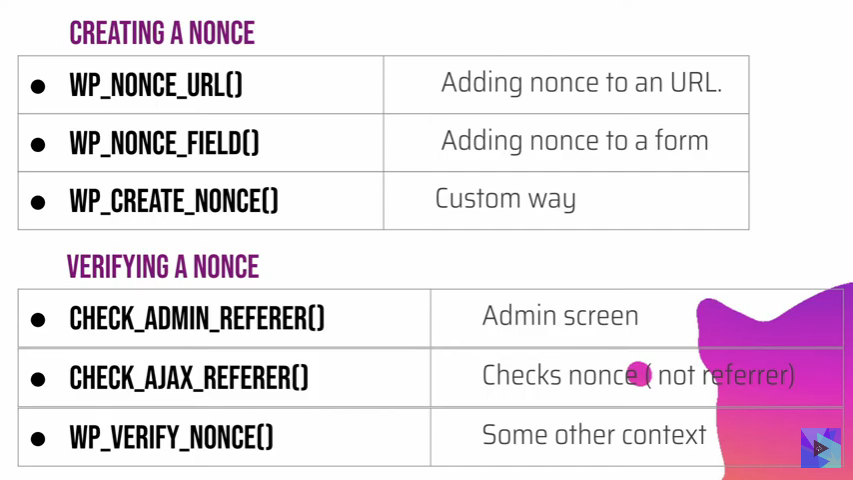 CREATING A NONCE
● WP_NONCE_URL() Adding nonce to an URL.
● WP_NONCE_FIELD() Adding nonce to a form
● WP_CREATE_NONCE() Custom way
VERIFYING A NONCE
● CHECK_ADMIN_REFERER() Admin screen
● CHECK_AJAX_REFERER() Checks nonce ( not referrer)
● WP_VERIFY_NONCE() Some other context